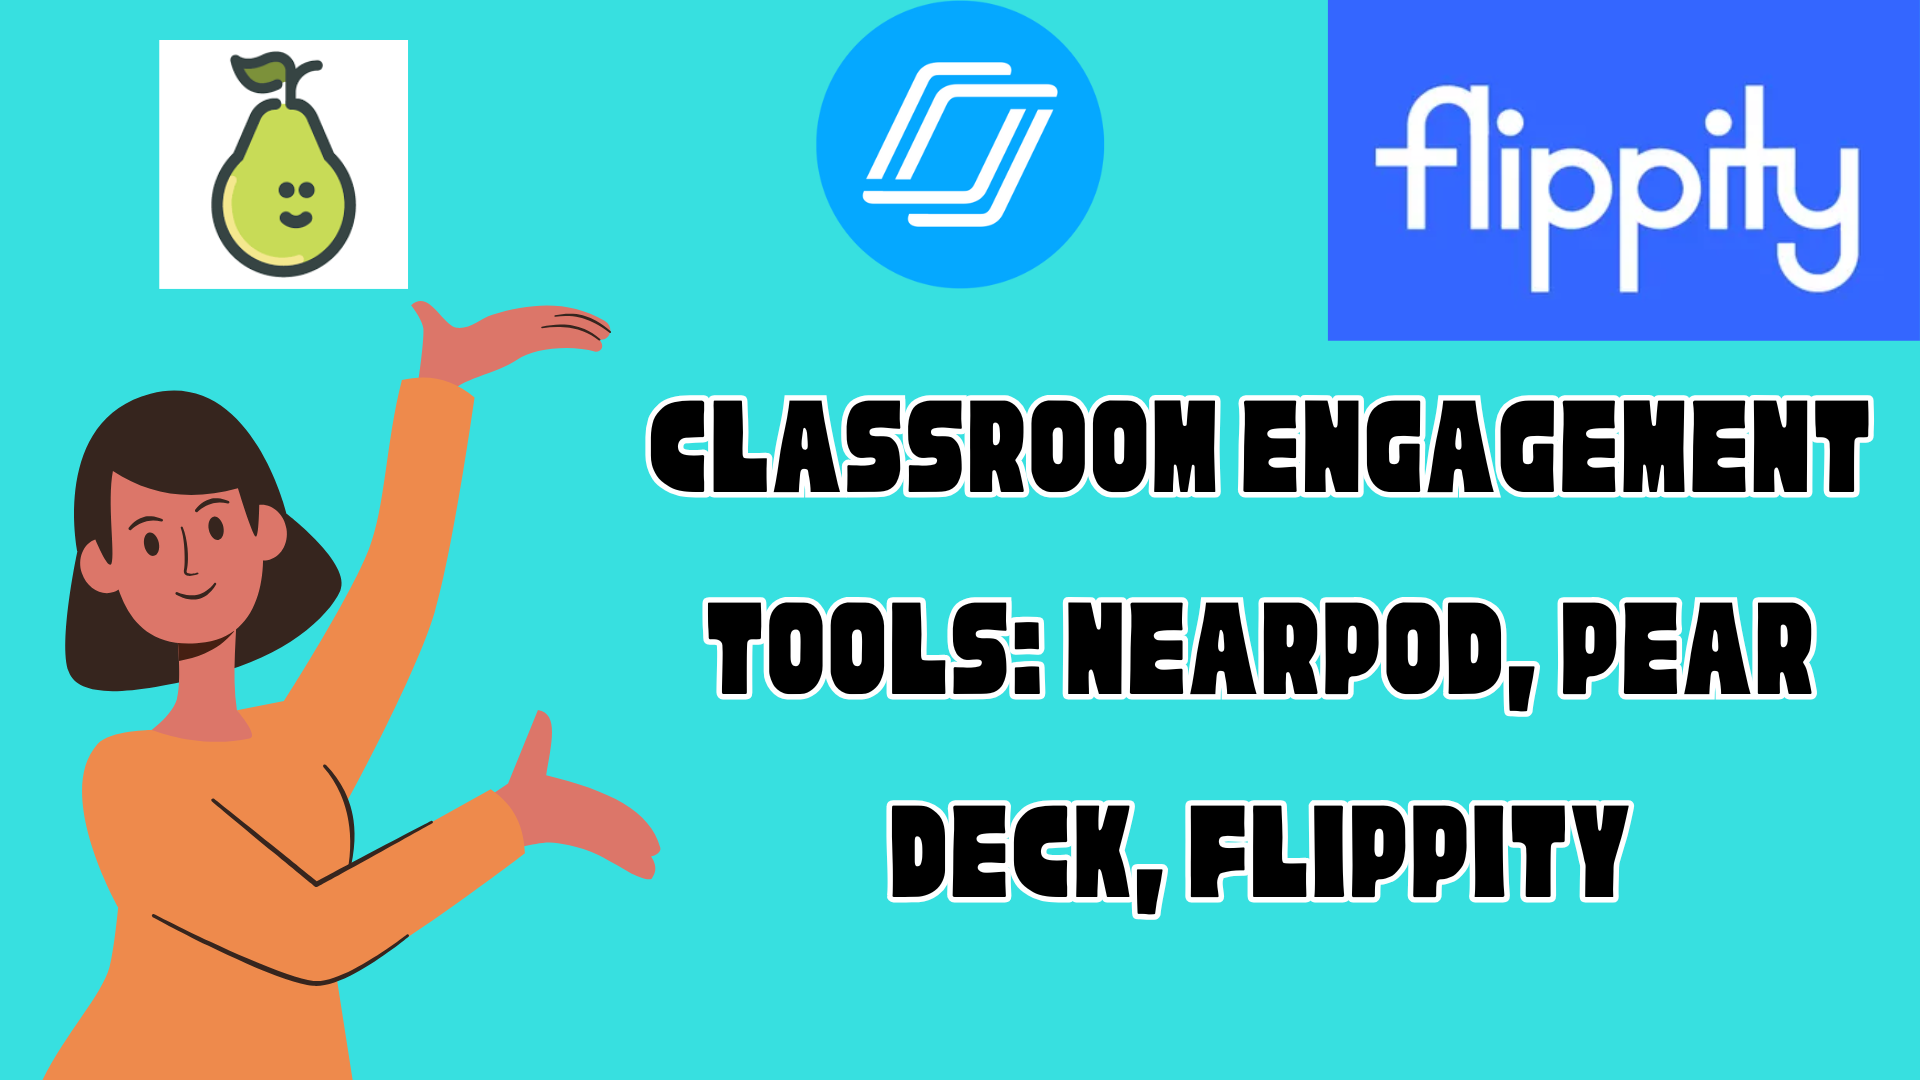 flippity
CLASSROOM ENGAGEMENT
TOOLS: NEARPOD, PEAR
DECK, FLIPPITY